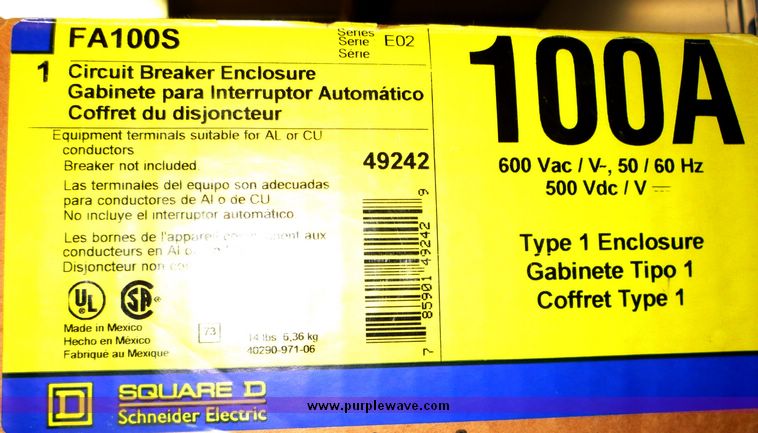 FA100S
Series
Serie
Série
E02
1 Circuit Breaker Enclosure
Gabinete para Interruptor Automático
Coffret du disjoncteur
Equipment terminals suitable for AL or CU
conductors
Breaker not included.
49242
Las terminales del equipo son adecuadas
para conductores de Al o de CU
No incluye el interruptor automático
Les bornes de l'appareil aux
conducteurs en Al
Disjoncteur non
UL
SA
Made in Mexico
Hecho en México
Fabriqué au Mexique
73
14 lbs 6,36 kg
40290-971-06
7 85901 49242 9
100A
600 Vac / V~, 50 / 60 Hz
500 Vdc / V ⎓
Type 1 Enclosure
Gabinete Tipo 1
Coffret Type 1
D
SQUARE D
Schneider Electric
www.purplewave.com